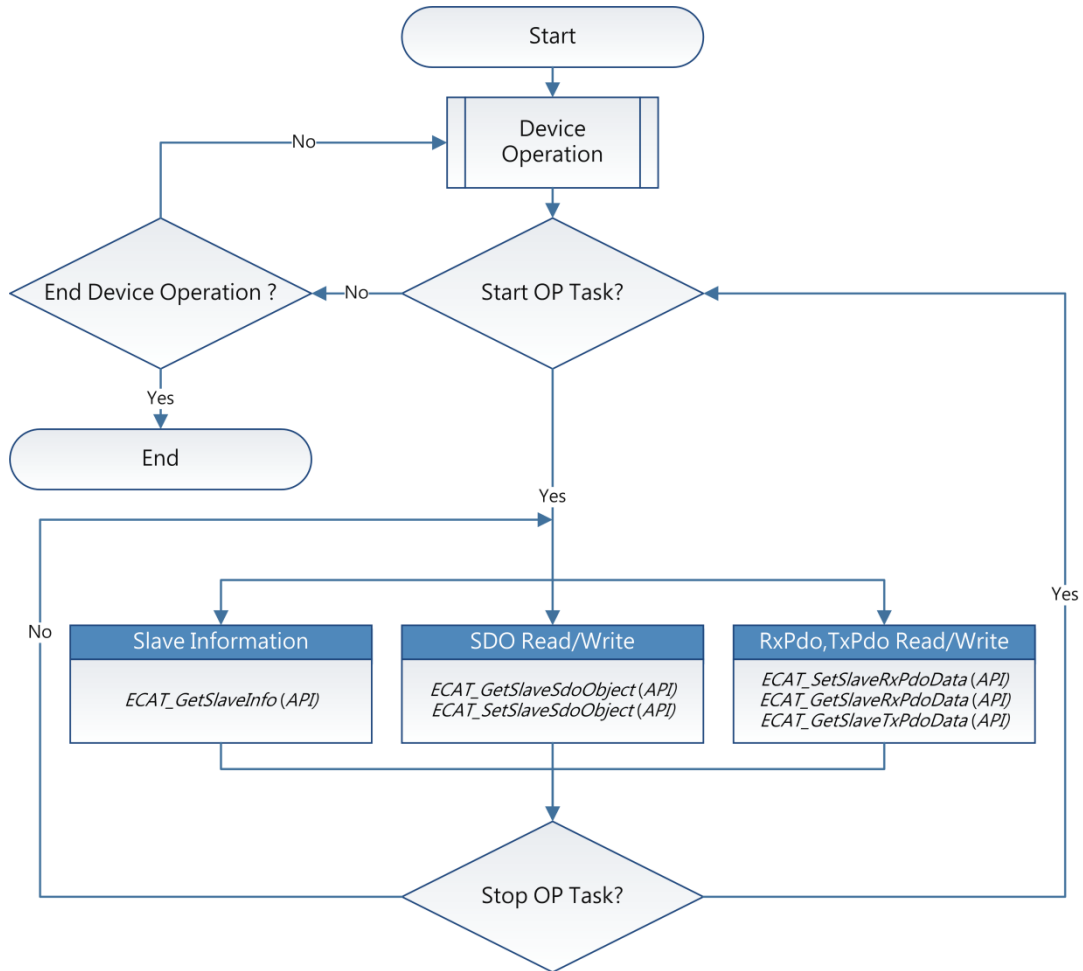 Start
No
Device
Operation
End Device Operation ?
No
Start OP Task?
Yes
End
Yes
No
Yes
Slave Information
ECAT_GetSlaveInfo (API)
SDO Read/Write
ECAT_GetSlaveSdoObject (API)
ECAT_SetSlaveSdoObject (API)
RxPdo,TxPdo Read/Write
ECAT_SetSlaveRxPdoData (API)
ECAT_GetSlaveRxPdoData (API)
ECAT_GetSlaveTxPdoData (API)
Stop OP Task?